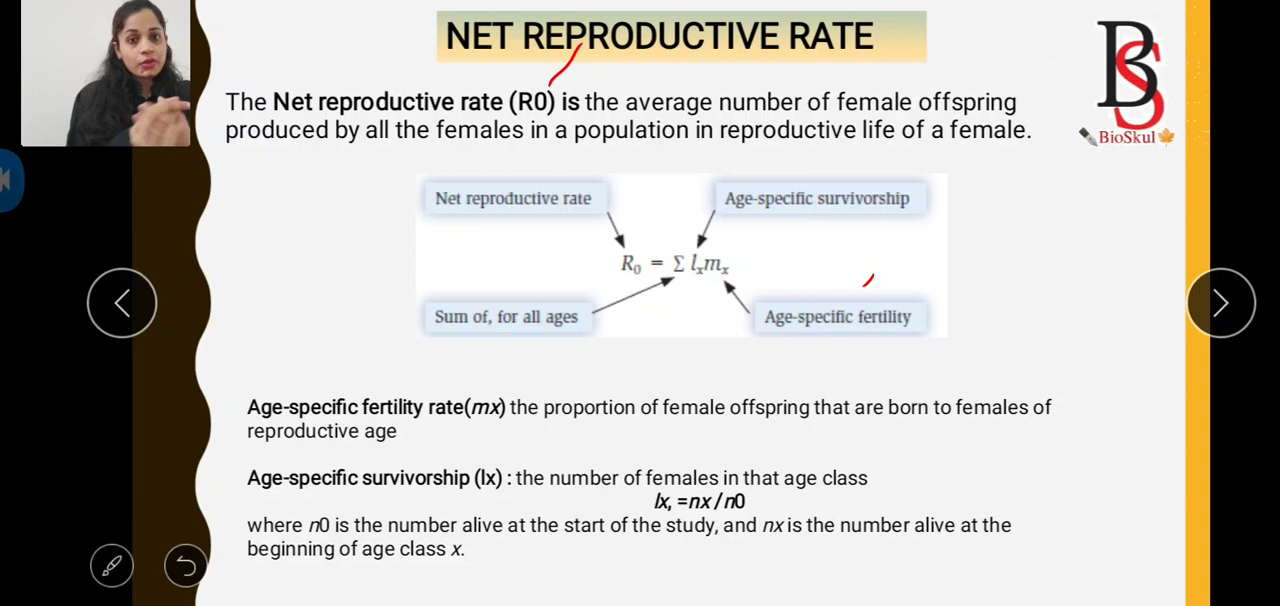 NET REPRODUCTIVE RATE
BS
BioSkul
The Net reproductive rate (R0) is the average number of female offspring
produced by all the females in a population in reproductive life of a female.
Net reproductive rate
Age-specific survivorship
R₀ = Σ lₓmₓ
Sum of, for all ages
Age-specific fertility
Age-specific fertility rate(mx) the proportion of female offspring that are born to females of
reproductive age
Age-specific survivorship (lx) : the number of females in that age class
lx, =nx/n0
where n0 is the number alive at the start of the study, and nx is the number alive at the
beginning of age class x.